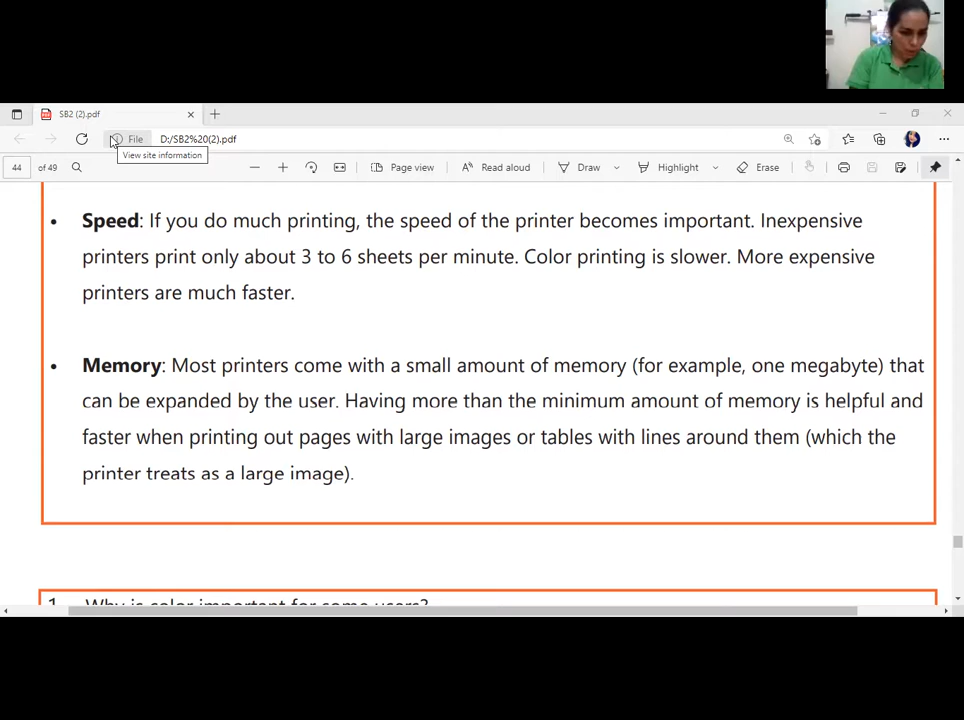 SB2 (2).pdf
File
D:/SB2%20(2).pdf
View site information
44 of 49
Page view
Read aloud
Draw
Highlight
Erase
• Speed: If you do much printing, the speed of the printer becomes important. Inexpensive
printers print only about 3 to 6 sheets per minute. Color printing is slower. More expensive
printers are much faster.
• Memory: Most printers come with a small amount of memory (for example, one megabyte) that
can be expanded by the user. Having more than the minimum amount of memory is helpful and
faster when printing out pages with large images or tables with lines around them (which the
printer treats as a large image).
1. Why is color important for some users?